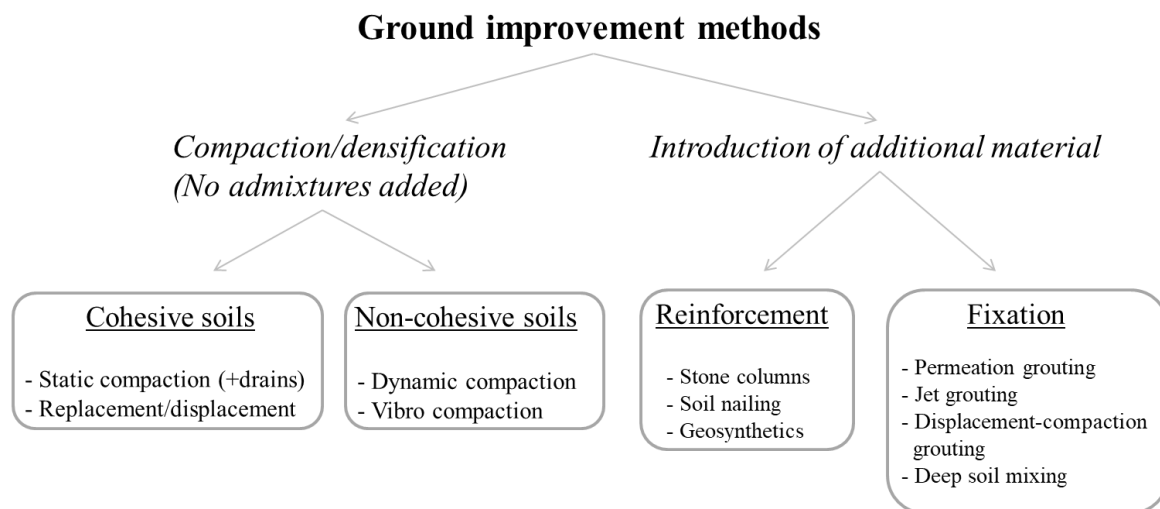 Ground improvement methods
Compaction/densification
(No admixtures added)
Introduction of additional material
Cohesive soils
- Static compaction (+drains)
- Replacement/displacement
Non-cohesive soils
- Dynamic compaction
- Vibro compaction
Reinforcement
- Stone columns
- Soil nailing
- Geosynthetics
Fixation
- Permeation grouting
- Jet grouting
- Displacement-compaction
grouting
- Deep soil mixing